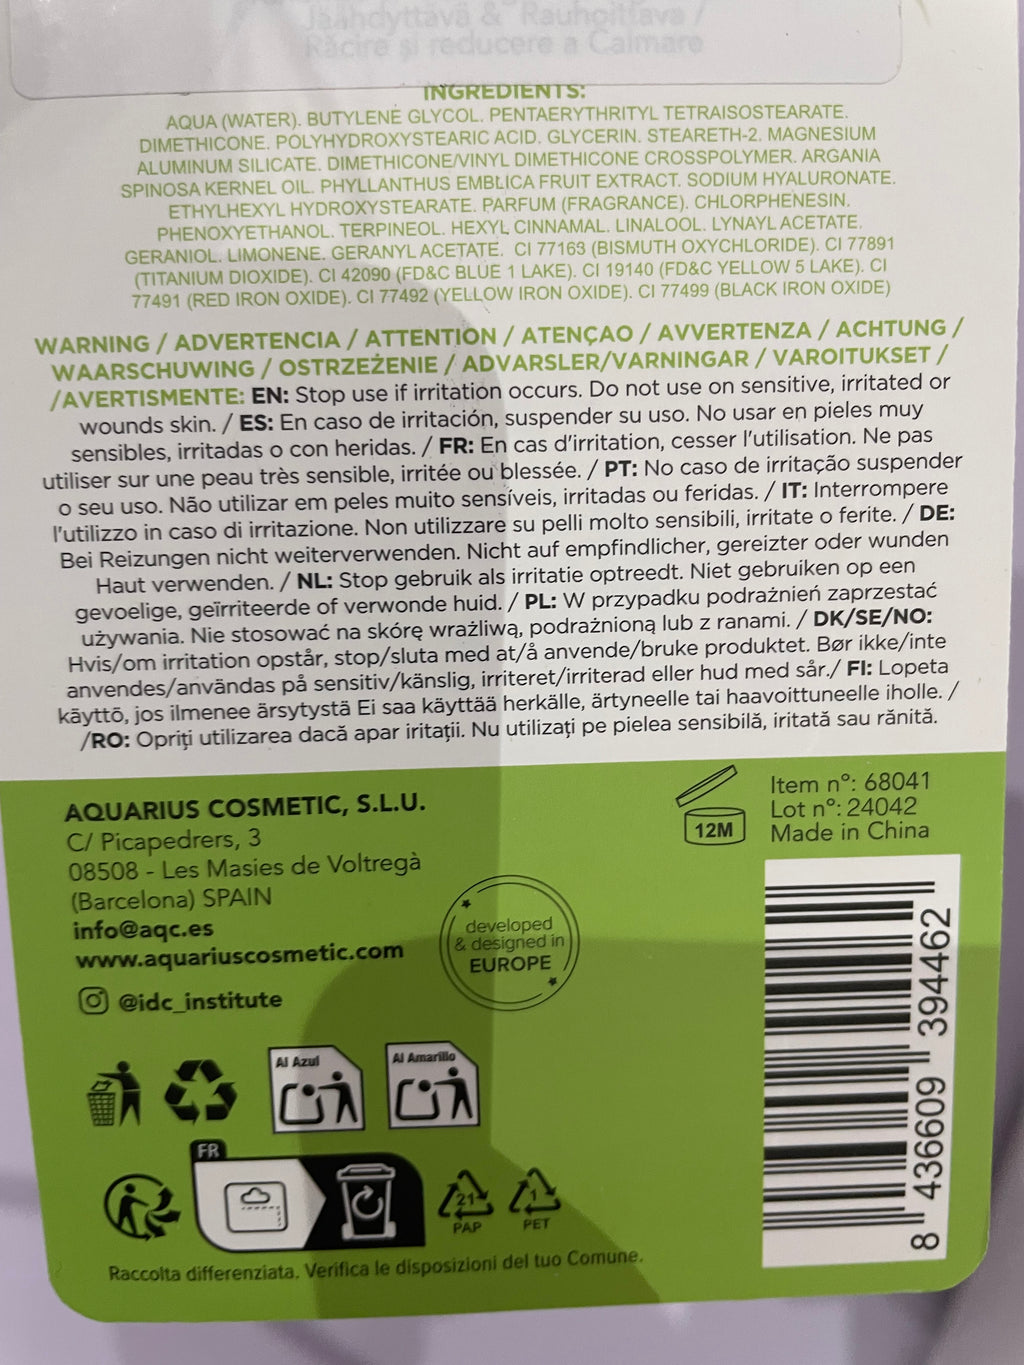 Jäähdyttävä & Rauhoittava /
Răcire și reducere a Calmare
INGREDIENTS:
AQUA (WATER). BUTYLENE GLYCOL. PENTAERYTHRITYL TETRAISOSTEARATE.
DIMETHICONE. POLYHYDROXYSTEARIC ACID. GLYCERIN. STEARETH-2. MAGNESIUM
ALUMINUM SILICATE. DIMETHICONE/VINYL DIMETHICONE CROSSPOLYMER. ARGANIA
SPINOSA KERNEL OIL. PHYLLANTHUS EMBLICA FRUIT EXTRACT. SODIUM HYALURONATE.
ETHYLHEXYL HYDROXYSTEARATE. PARFUM (FRAGRANCE). CHLORPHENESIN.
PHENOXYETHANOL. TERPINEOL. HEXYL CINNAMAL. LINALOOL. LYNAYL ACETATE.
GERANIOL. LIMONENE. GERANYL ACETATE. CI 77163 (BISMUTH OXYCHLORIDE). CI 77891
(TITANIUM DIOXIDE). CI 42090 (FD&C BLUE 1 LAKE). CI 19140 (FD&C YELLOW 5 LAKE). CI
77491 (RED IRON OXIDE). CI 77492 (YELLOW IRON OXIDE). CI 77499 (BLACK IRON OXIDE)
WARNING / ADVERTENCIA / ATTENTION / ATENÇAO / AVVERTENZA / ACHTUNG /
WAARSCHUWING / OSTRZEŻENIE / ADVARSLER/VARNINGAR / VAROITUKSET /
/AVERTISMENTE: EN: Stop use if irritation occurs. Do not use on sensitive, irritated or
wounds skin. / ES: En caso de irritación, suspender su uso. No usar en pieles muy
sensibles, irritadas o con heridas. / FR: En cas d'irritation, cesser l'utilisation. Ne pas
utiliser sur une peau très sensible, irritée ou blessée. / PT: No caso de irritação suspender
o seu uso. Não utilizar em peles muito sensíveis, irritadas ou feridas. / IT: Interrompere
l'utilizzo in caso di irritazione. Non utilizzare su pelli molto sensibili, irritate o ferite. / DE:
Bei Reizungen nicht weiterverwenden. Nicht auf empfindlicher, gereizter oder wunden
Haut verwenden. / NL: Stop gebruik als irritatie optreedt. Niet gebruiken op een
gevoelige, geïrriteerde of verwonde huid. / PL: W przypadku podrażnień zaprzestać
używania. Nie stosować na skórę wrażliwą, podrażnioną lub z ranami. / DK/SE/NO:
Hvis/om irritation opstår, stop/sluta med at/å anvende/bruke produktet. Bør ikke/inte
anvendes/användas på sensitiv/känslig, irriteret/irriterad eller hud med sår./ FI: Lopeta
käyttö, jos ilmenee ärsytystä Ei saa käyttää herkälle, ärtyneelle tai haavoittuneelle iholle. /
/RO: Opriți utilizarea dacă apar iritații. Nu utilizați pe pielea sensibilă, iritată sau rănită.
AQUARIUS COSMETIC, S.L.U.
C/ Picapedrers, 3
08508 - Les Masies de Voltregà
(Barcelona) SPAIN
info@aqc.es
www.aquariuscosmetic.com
@idc_institute
developed
& designed in
EUROPE
12M
Item nº: 68041
Lot nº: 24042
Made in China
8 436609 394462
Al Azul
Al Amarillo
FR
21
PAP
1
PET
Raccolta differenziata. Verifica le disposizioni del tuo Comune.